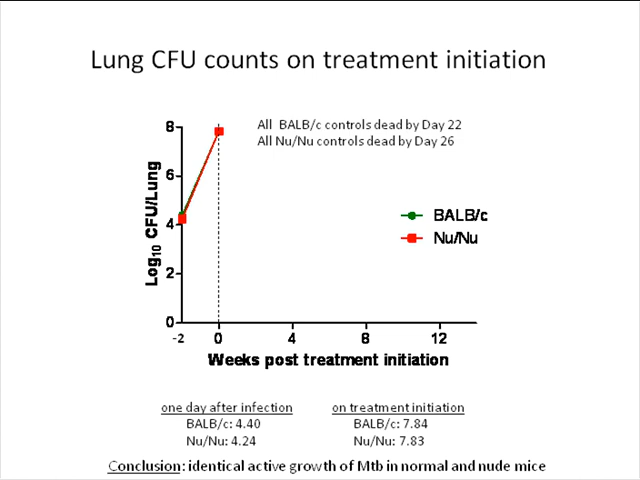 Lung CFU counts on treatment initiation
All BALB/c controls dead by Day 22
All Nu/Nu controls dead by Day 26
8
6
4
2
0
Log10 CFU/Lung
-2 0 4 8 12
Weeks post treatment initiation
BALB/c
Nu/Nu
one day after infection
BALB/c: 4.40
Nu/Nu: 4.24
on treatment initiation
BALB/c: 7.84
Nu/Nu: 7.83
Conclusion: identical active growth of Mtb in normal and nude mice